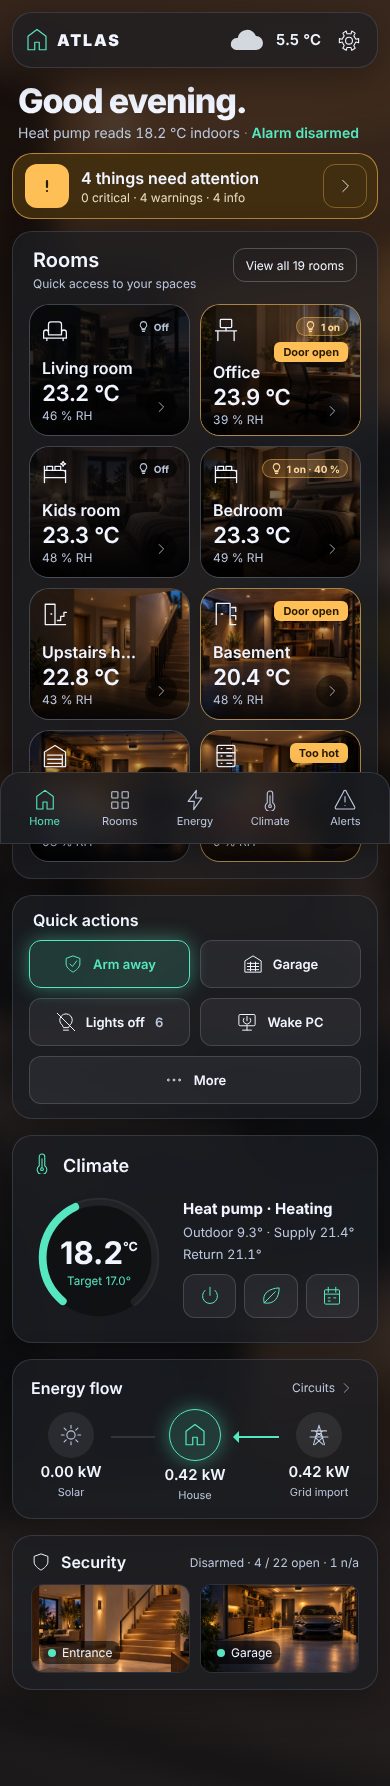 ATLAS
5.5 °C
Good evening.
Heat pump reads 18.2 °C indoors · Alarm disarmed
!
4 things need attention
0 critical · 4 warnings · 4 info
Rooms
Quick access to your spaces
View all 19 rooms
Off
Living room
23.2 °C
46 % RH
1 on
Door open
Office
23.9 °C
39 % RH
Off
Kids room
23.3 °C
48 % RH
1 on · 40 %
Bedroom
23.3 °C
49 % RH
Upstairs h...
22.8 °C
43 % RH
Door open
Basement
20.4 °C
48 % RH
Too hot
Home
Rooms
Energy
Climate
Alerts
Quick actions
Arm away
Garage
Lights off 6
Wake PC
More
Climate
18.2°C
Target 17.0°
Heat pump · Heating
Outdoor 9.3° · Supply 21.4°
Return 21.1°
Energy flow
Circuits
0.00 kW
Solar
0.42 kW
House
0.42 kW
Grid import
Security
Disarmed · 4 / 22 open · 1 n/a
Entrance
Garage